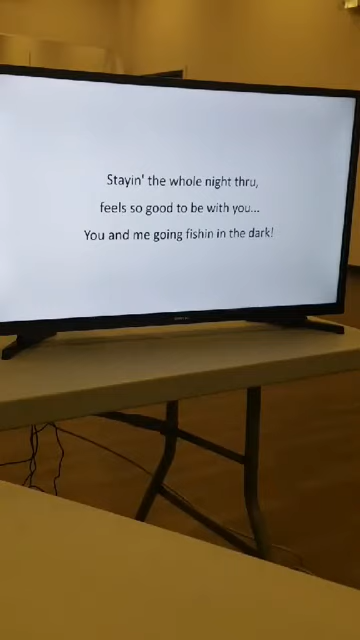 Stayin' the whole night thru,
feels so good to be with you...
You and me going fishin in the dark!